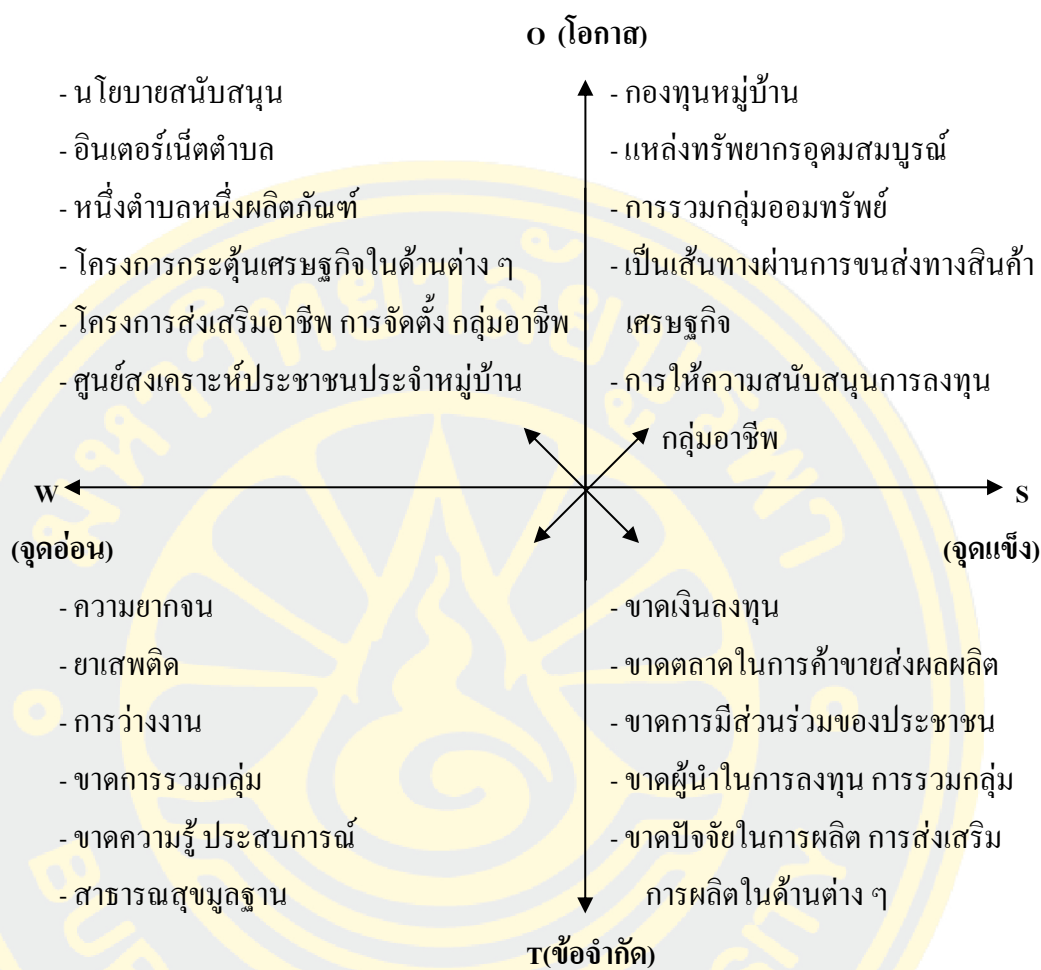 O (โอกาส)
- นโยบายสนับสนุน
- อินเตอร์เน็ตตำบล
- หนึ่งตำบลหนึ่งผลิตภัณฑ์
- โครงการกระตุ้นเศรษฐกิจในด้านต่าง ๆ
- โครงการส่งเสริมอาชีพ การจัดตั้ง กลุ่มอาชีพ
- ศูนย์สงเคราะห์ประชาชนประจำหมู่บ้าน
- กองทุนหมู่บ้าน
- แหล่งทรัพยากรอุดมสมบูรณ์
- การรวมกลุ่มออมทรัพย์
- เป็นเส้นทางผ่านการขนส่งทางสินค้า
เศรษฐกิจ
- การให้ความสนับสนุนการลงทุน
กลุ่มอาชีพ
W
(จุดอ่อน)
S
(จุดแข็ง)
- ความยากจน
- ยาเสพติด
- การว่างงาน
- ขาดการรวมกลุ่ม
- ขาดความรู้ ประสบการณ์
- สาธารณสุขมูลฐาน
- ขาดเงินลงทุน
- ขาดตลาดในการค้าขายส่งผลผลิต
- ขาดการมีส่วนร่วมของประชาชน
- ขาดผู้นำในการลงทุน การรวมกลุ่ม
- ขาดปัจจัยในการผลิต การส่งเสริม
การผลิตในด้านต่าง ๆ
T(ข้อจำกัด)
มหาวิทยาลัยบูรพา